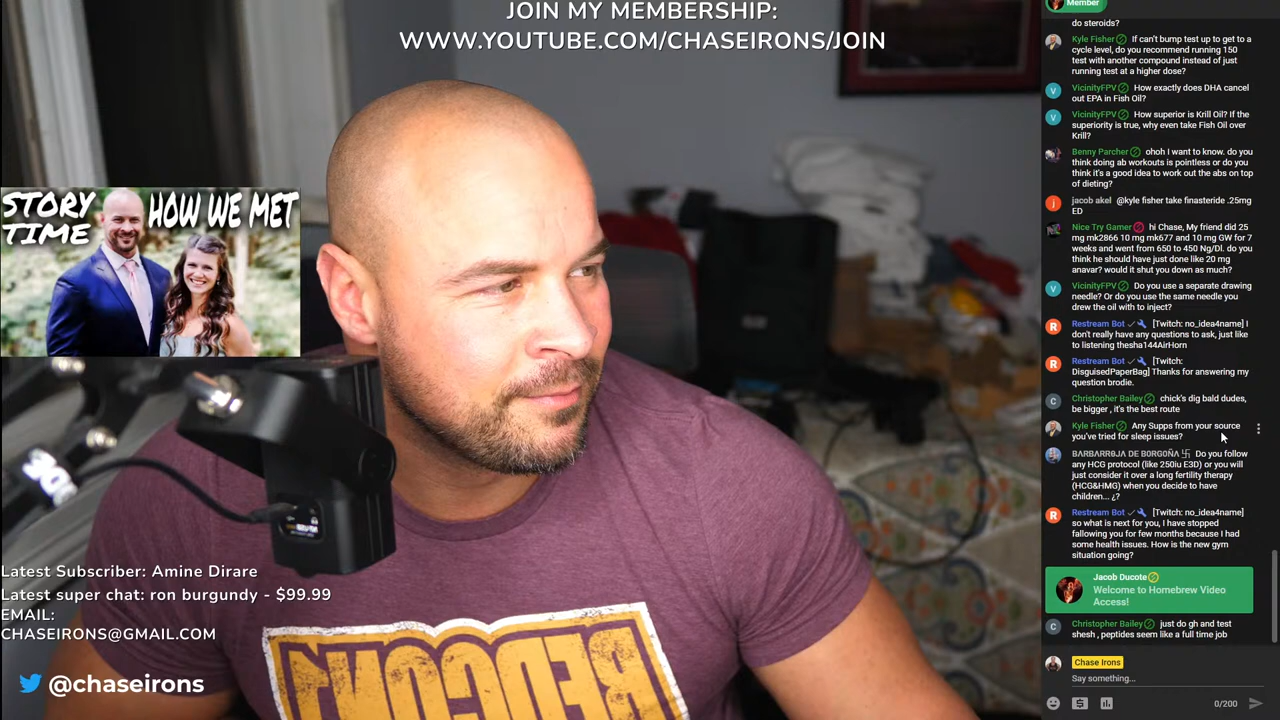 JOIN MY MEMBERSHIP:
WWW.YOUTUBE.COM/CHASEIRONS/JOIN
STORY
TIME
HOW WE MET
Latest Subscriber: Amine Dirare
Latest super chat: ron burgundy - $99.99
EMAIL:
CHASEIRONS@GMAIL.COM
@chaseirons
REDCON1
Member
do steroids?
Kyle Fisher If can't bump test up to get to a
cycle level, do you recommend running 150
test with another compound instead of just
running test at a higher dose?
VicinityFPV How exactly does DHA cancel
out EPA in Fish Oil?
VicinityFPV How superior is Krill Oil? If the
superiority is true, why even take Fish Oil over
Krill?
Benny Parcher ohoh I want to know. do you
think doing ab workouts is pointless or do you
think it's a good idea to work out the abs on top
of dieting?
jacob akel @kyle fisher take finasteride .25mg
ED
Nice Try Gamer hi Chase, My friend did 25
mg mk2866 10 mg mk677 and 10 mg GW for 7
weeks and went from 650 to 450 Ng/Dl. do you
think he should have just done like 20 mg
anavar? would it shut you down as much?
VicinityFPV Do you use a separate drawing
needle? Or do you use the same needle you
drew the oil with to inject?
Restream Bot [Twitch: no_idea4name] I
don't really have any questions to ask, just like
to listening thesha144AirHorn
Restream Bot [Twitch:
DisguisedPaperBag] Thanks for answering my
question brodie.
Christopher Bailey chick's dig bald dudes,
be bigger , it's the best route
Kyle Fisher Any Supps from your source
you've tried for sleep issues?
BΛRBΛRRӨJΛ DE BӨRGӨÑΛ 卐 Do you follow
any HCG protocol (like 250iu E3D) or you will
just consider it over a long fertility therapy
(HCG&HMG) when you decide to have
children... ¿?
Restream Bot [Twitch: no_idea4name]
so what is next for you, I have stopped
fallowing you for few months because I had
some health issues. How is the new gym
situation going?
Jacob Ducote
Welcome to Homebrew Video
Access!
Christopher Bailey just do gh and test
shesh , peptides seem like a full time job
Chase Irons
Say something...
0/200